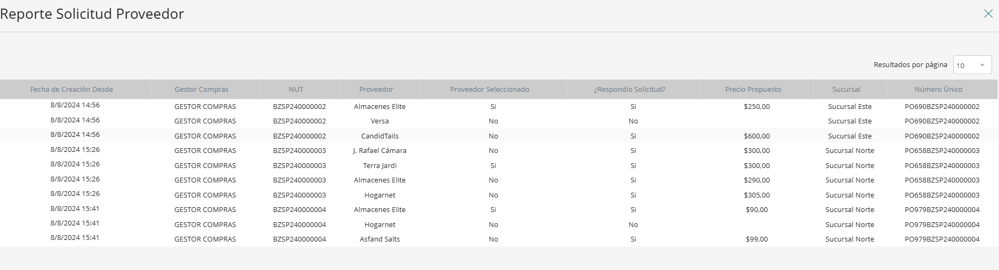 Reporte Solicitud Proveedor
Resultados por página 10
Fecha de Creación Desde Gestor Compras NUT Proveedor Proveedor Seleccionado ¿Respondio Solicitud? Precio Propuesto Sucursal Número Único
8/8/2024 14:56 GESTOR COMPRAS BZSP240000002 Almacenes Elite Si Si $250,00 Sucursal Este PO690BZSP240000002
8/8/2024 14:56 GESTOR COMPRAS BZSP240000002 Versa No No Sucursal Este PO690BZSP240000002
8/8/2024 14:56 GESTOR COMPRAS BZSP240000002 CandidTails No Si $600,00 Sucursal Este PO690BZSP240000002
8/8/2024 15:26 GESTOR COMPRAS BZSP240000003 J. Rafael Cámara No Si $300,00 Sucursal Norte PO658BZSP240000003
8/8/2024 15:26 GESTOR COMPRAS BZSP240000003 Terra Jardi Si Si $300,00 Sucursal Norte PO658BZSP240000003
8/8/2024 15:26 GESTOR COMPRAS BZSP240000003 Almacenes Elite No Si $290,00 Sucursal Norte PO658BZSP240000003
8/8/2024 15:26 GESTOR COMPRAS BZSP240000003 Hogarnet No Si $305,00 Sucursal Norte PO658BZSP240000003
8/8/2024 15:41 GESTOR COMPRAS BZSP240000004 Almacenes Elite Si Si $90,00 Sucursal Norte PO979BZSP240000004
8/8/2024 15:41 GESTOR COMPRAS BZSP240000004 Hogarnet No No Sucursal Norte PO979BZSP240000004
8/8/2024 15:41 GESTOR COMPRAS BZSP240000004 Asfand Salts No Si $99,00 Sucursal Norte PO979BZSP240000004